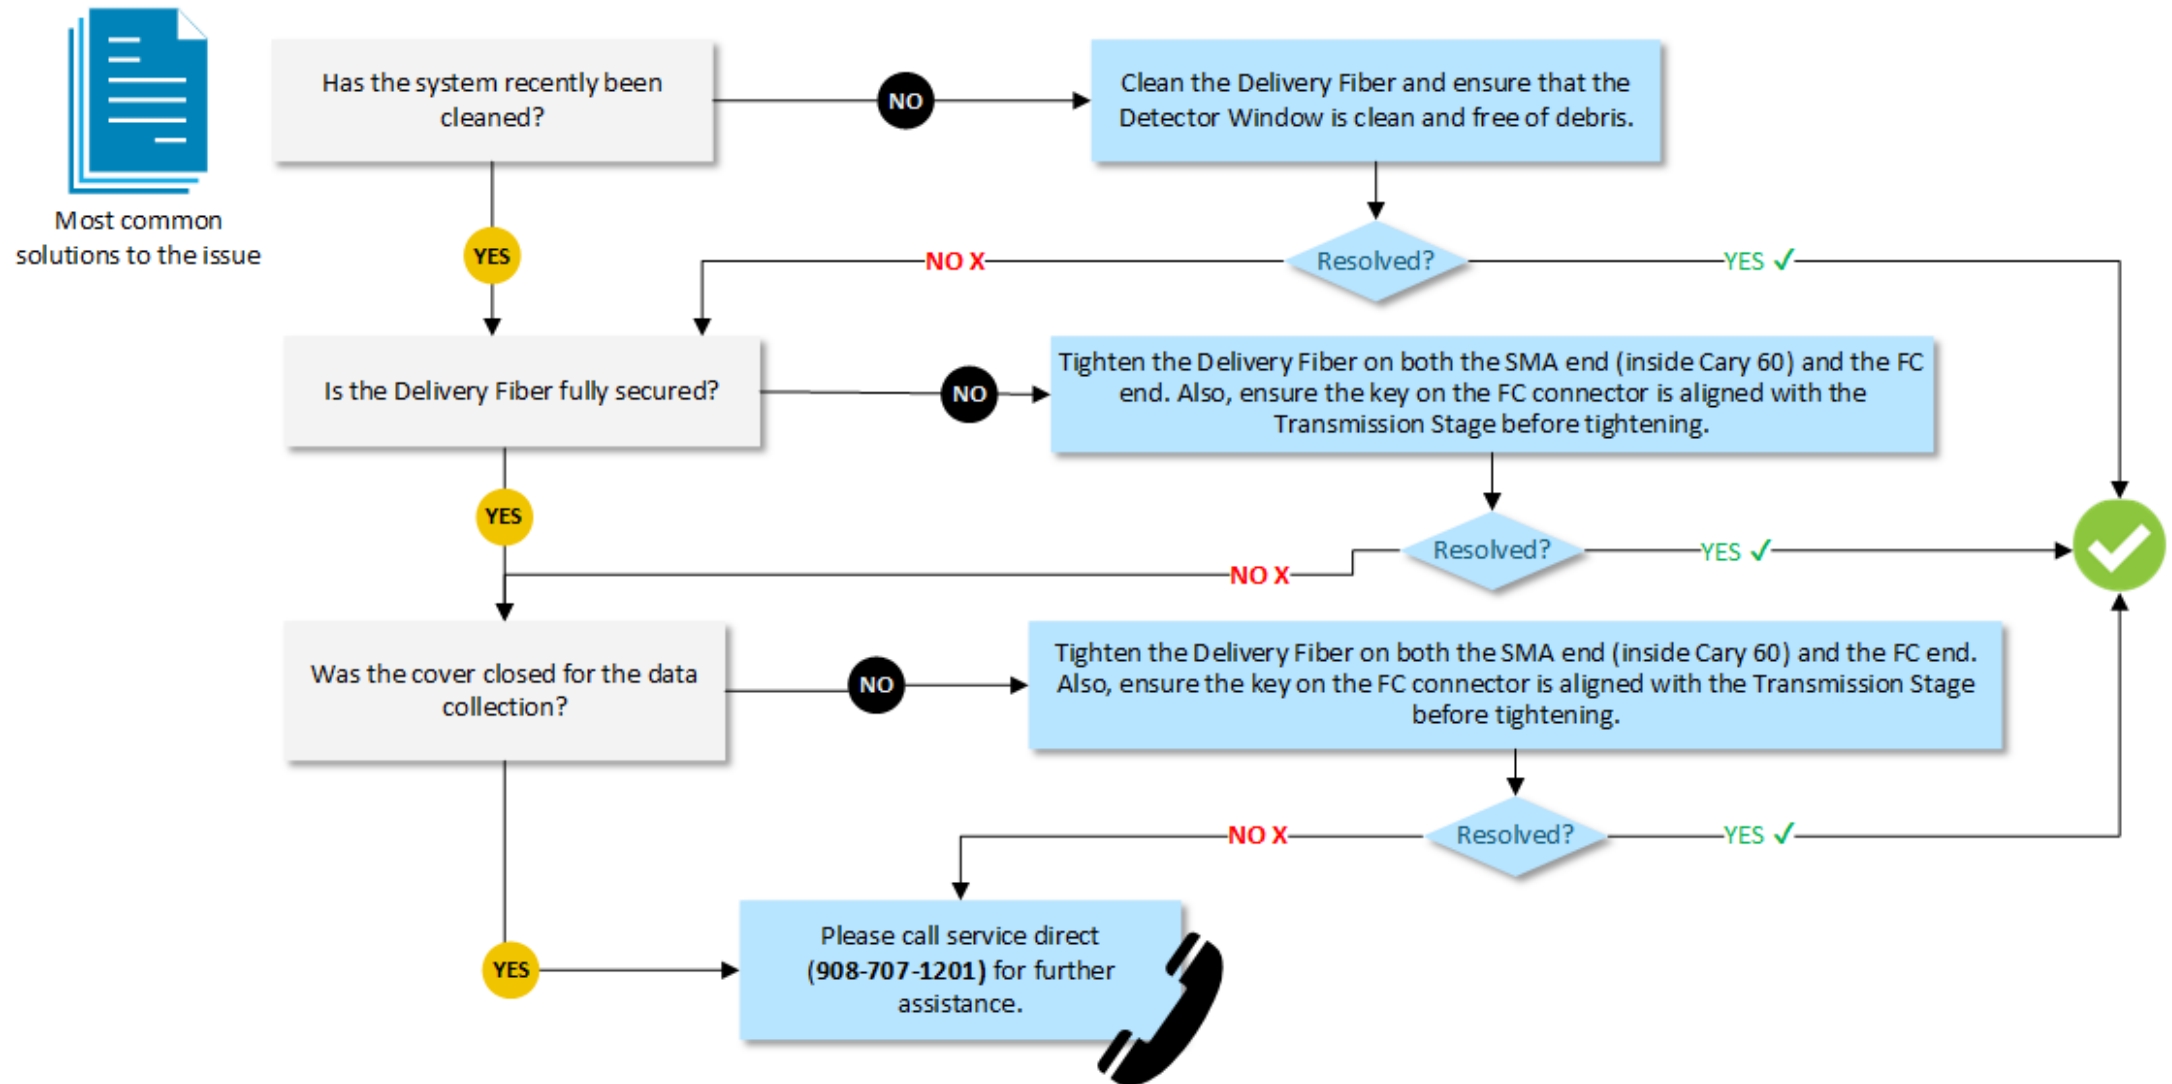 Most common
solutions to the issue
Has the system recently been
cleaned?
NO
Clean the Delivery Fiber and ensure that the
Detector Window is clean and free of debris.
YES
NO X
Resolved?
YES ✓
Is the Delivery Fiber fully secured?
NO
Tighten the Delivery Fiber on both the SMA end (inside Cary 60) and the FC
end. Also, ensure the key on the FC connector is aligned with the
Transmission Stage before tightening.
YES
NO X
Resolved?
YES ✓
Was the cover closed for the data
collection?
NO
Tighten the Delivery Fiber on both the SMA end (inside Cary 60) and the FC end.
Also, ensure the key on the FC connector is aligned with the Transmission Stage
before tightening.
NO X
Resolved?
YES ✓
YES
Please call service direct
(908-707-1201) for further
assistance.